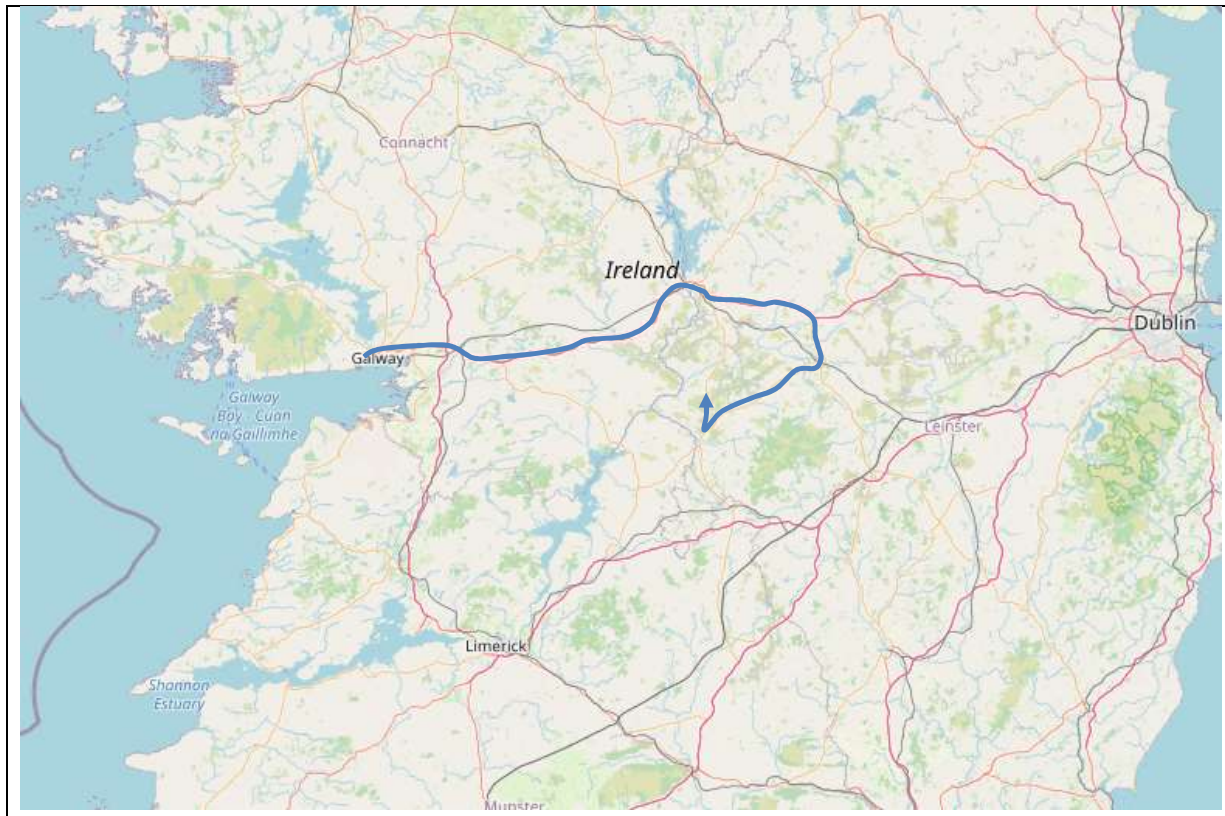 Connacht
Ireland
Dublin
Galway
Galway
Bay - Cuan
na Gaillimhe
Leinster
Limerick
Shannon
Estuary
Munster